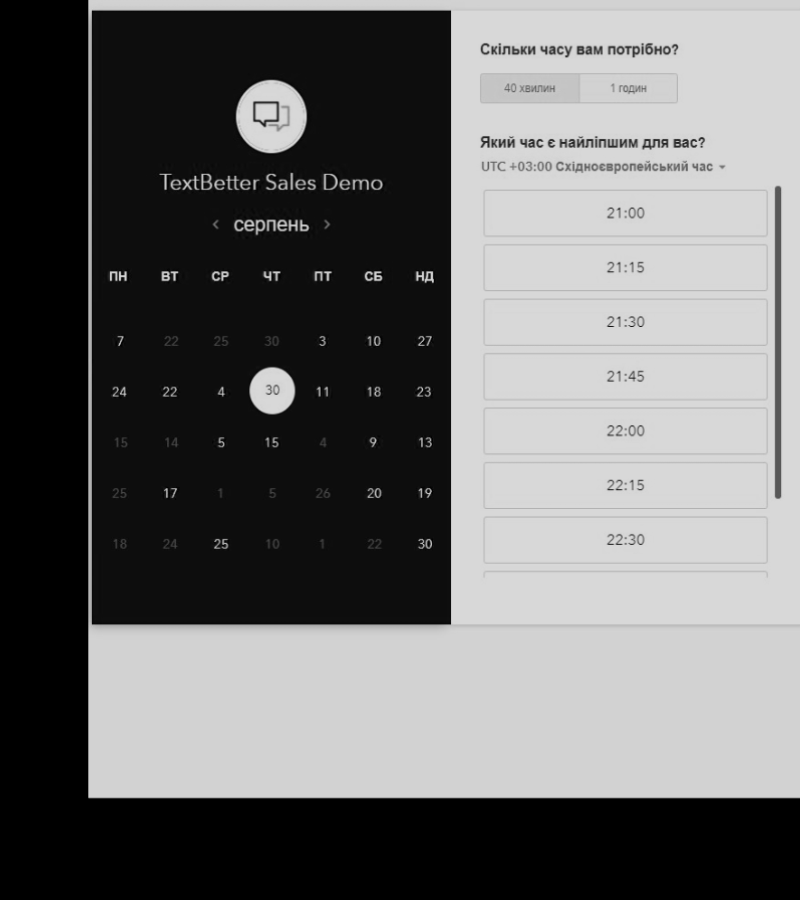 TextBetter Sales Demo
‹ серпень ›
ПН ВТ СР ЧТ ПТ СБ НД
7 22 25 30 3 10 27
24 22 4 30 11 18 23
15 14 5 15 4 9 13
25 17 1 5 26 20 19
18 24 25 10 1 22 30
Скільки часу вам потрібно?
40 хвилин 1 годин
Який час є найліпшим для вас?
UTC +03:00 Східноєвропейський час
21:00
21:15
21:30
21:45
22:00
22:15
22:30